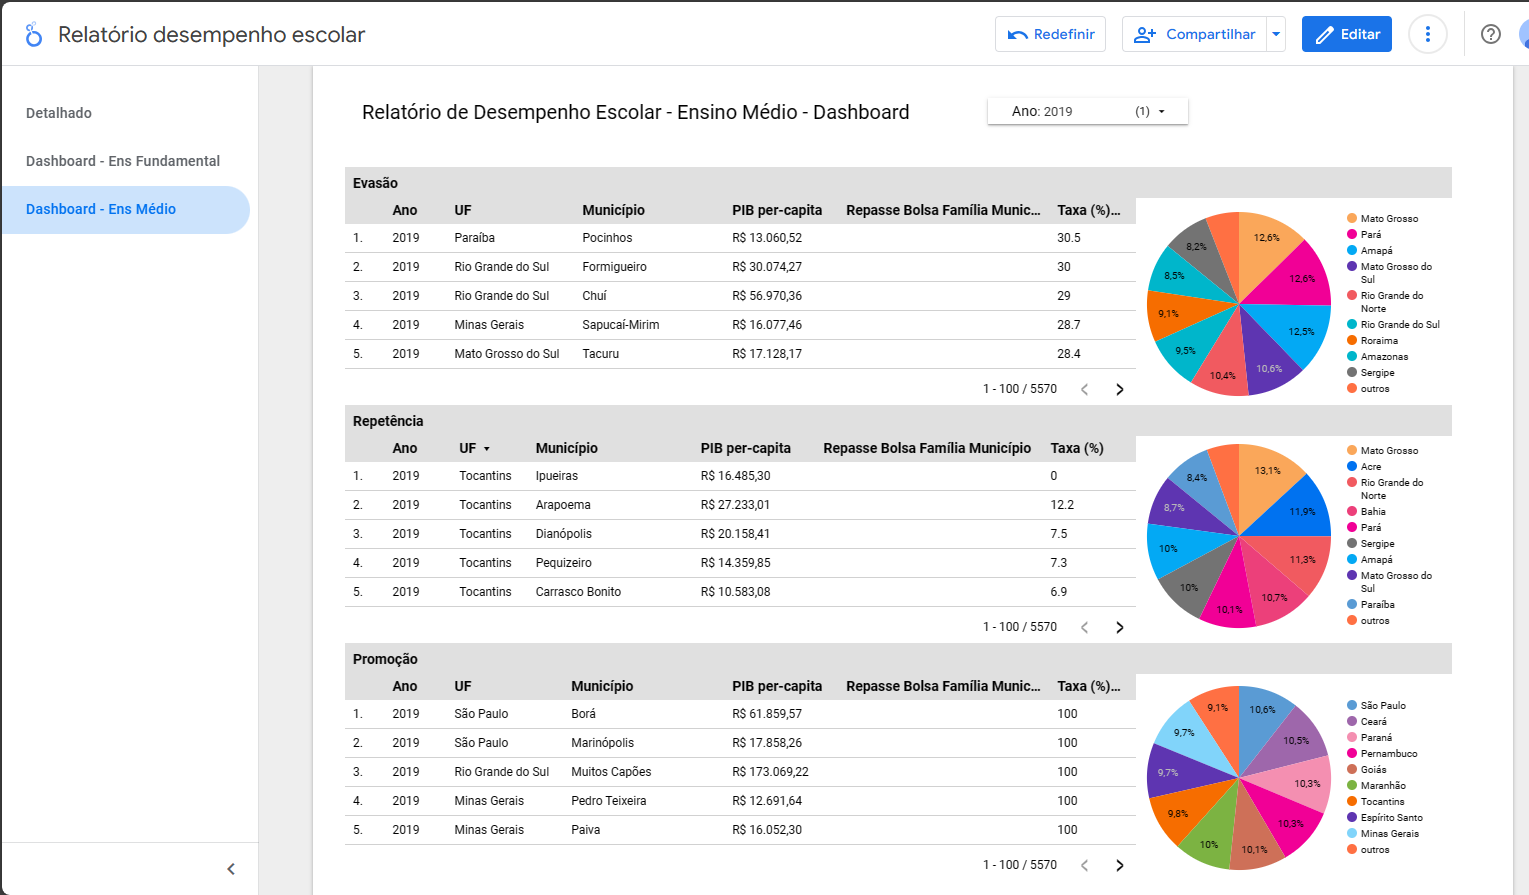 Relatório desempenho escolar
Redefinir
Compartilhar
Editar
Detalhado
Dashboard - Ens Fundamental
Dashboard - Ens Médio
Relatório de Desempenho Escolar - Ensino Médio - Dashboard
Ano: 2019 (1)
Evasão
Ano UF Município PIB per-capita Repasse Bolsa Família Munic... Taxa (%)...
1. 2019 Paraíba Pocinhos R$ 13.060,52 30.5
2. 2019 Rio Grande do Sul Formigueiro R$ 30.074,27 30
3. 2019 Rio Grande do Sul Chuí R$ 56.970,36 29
4. 2019 Minas Gerais Sapucaí-Mirim R$ 16.077,46 28.7
5. 2019 Mato Grosso do Sul Tacuru R$ 17.128,17 28.4
1 - 100 / 5570
12,6%
12,6%
12,5%
10,6%
10,4%
9,5%
9,1%
8,5%
8,2%
Mato Grosso
Pará
Amapá
Mato Grosso do
Sul
Rio Grande do
Norte
Rio Grande do Sul
Roraima
Amazonas
Sergipe
outros
Repetência
Ano UF Município PIB per-capita Repasse Bolsa Família Município Taxa (%)
1. 2019 Tocantins Ipueiras R$ 16.485,30 0
2. 2019 Tocantins Arapoema R$ 27.233,01 12.2
3. 2019 Tocantins Dianópolis R$ 20.158,41 7.5
4. 2019 Tocantins Pequizeiro R$ 14.359,85 7.3
5. 2019 Tocantins Carrasco Bonito R$ 10.583,08 6.9
1 - 100 / 5570
13,1%
11,9%
11,3%
10,7%
10,1%
10%
10%
8,7%
8,4%
Mato Grosso
Acre
Rio Grande do
Norte
Bahia
Pará
Sergipe
Amapá
Mato Grosso do
Sul
Paraíba
outros
Promoção
Ano UF Município PIB per-capita Repasse Bolsa Família Munic... Taxa (%)...
1. 2019 São Paulo Borá R$ 61.859,57 100
2. 2019 São Paulo Marinópolis R$ 17.858,26 100
3. 2019 Rio Grande do Sul Muitos Capões R$ 173.069,22 100
4. 2019 Minas Gerais Pedro Teixeira R$ 12.691,64 100
5. 2019 Minas Gerais Paiva R$ 16.052,30 100
1 - 100 / 5570
10,6%
10,5%
10,3%
10,3%
10,1%
10%
9,8%
9,7%
9,7%
9,1%
São Paulo
Ceará
Paraná
Pernambuco
Goiás
Maranhão
Tocantins
Espírito Santo
Minas Gerais
outros